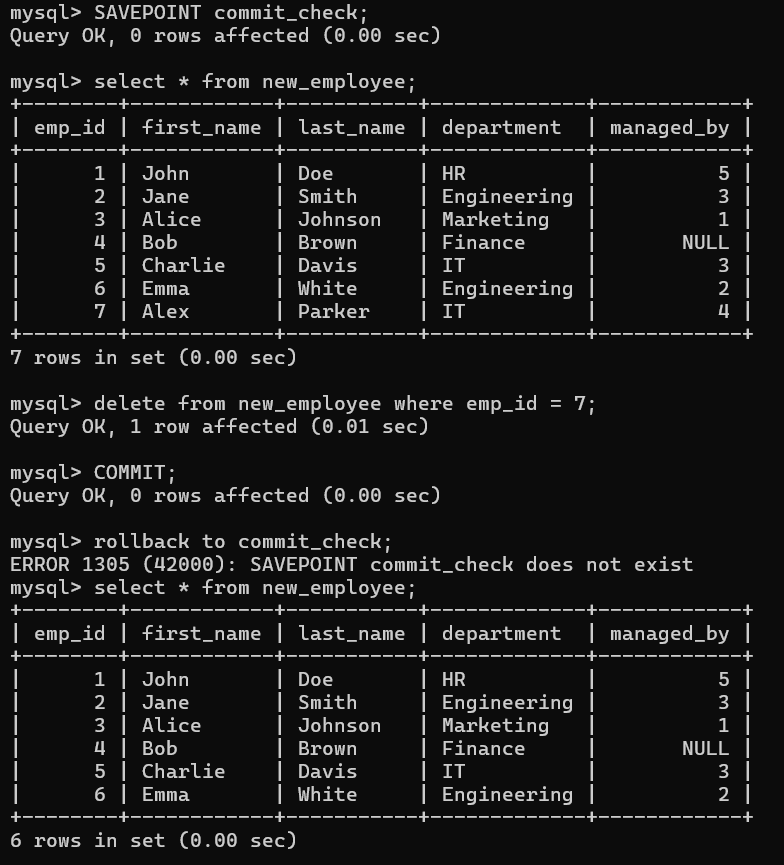 mysql> SAVEPOINT commit_check;
Query OK, 0 rows affected (0.00 sec)
mysql> select * from new_employee;
+--------+------------+-----------+-------------+------------+
| emp_id | first_name | last_name | department  | managed_by |
+--------+------------+-----------+-------------+------------+
|      1 | John       | Doe       | HR          |          5 |
|      2 | Jane       | Smith     | Engineering |          3 |
|      3 | Alice      | Johnson   | Marketing   |          1 |
|      4 | Bob        | Brown     | Finance     |       NULL |
|      5 | Charlie    | Davis     | IT          |          3 |
|      6 | Emma       | White     | Engineering |          2 |
|      7 | Alex       | Parker    | IT          |          4 |
+--------+------------+-----------+-------------+------------+
7 rows in set (0.00 sec)
mysql> delete from new_employee where emp_id = 7;
Query OK, 1 row affected (0.01 sec)
mysql> COMMIT;
Query OK, 0 rows affected (0.00 sec)
mysql> rollback to commit_check;
ERROR 1305 (42000): SAVEPOINT commit_check does not exist
mysql> select * from new_employee;
+--------+------------+-----------+-------------+------------+
| emp_id | first_name | last_name | department  | managed_by |
+--------+------------+-----------+-------------+------------+
|      1 | John       | Doe       | HR          |          5 |
|      2 | Jane       | Smith     | Engineering |          3 |
|      3 | Alice      | Johnson   | Marketing   |          1 |
|      4 | Bob        | Brown     | Finance     |       NULL |
|      5 | Charlie    | Davis     | IT          |          3 |
|      6 | Emma       | White     | Engineering |          2 |
+--------+------------+-----------+-------------+------------+
6 rows in set (0.00 sec)